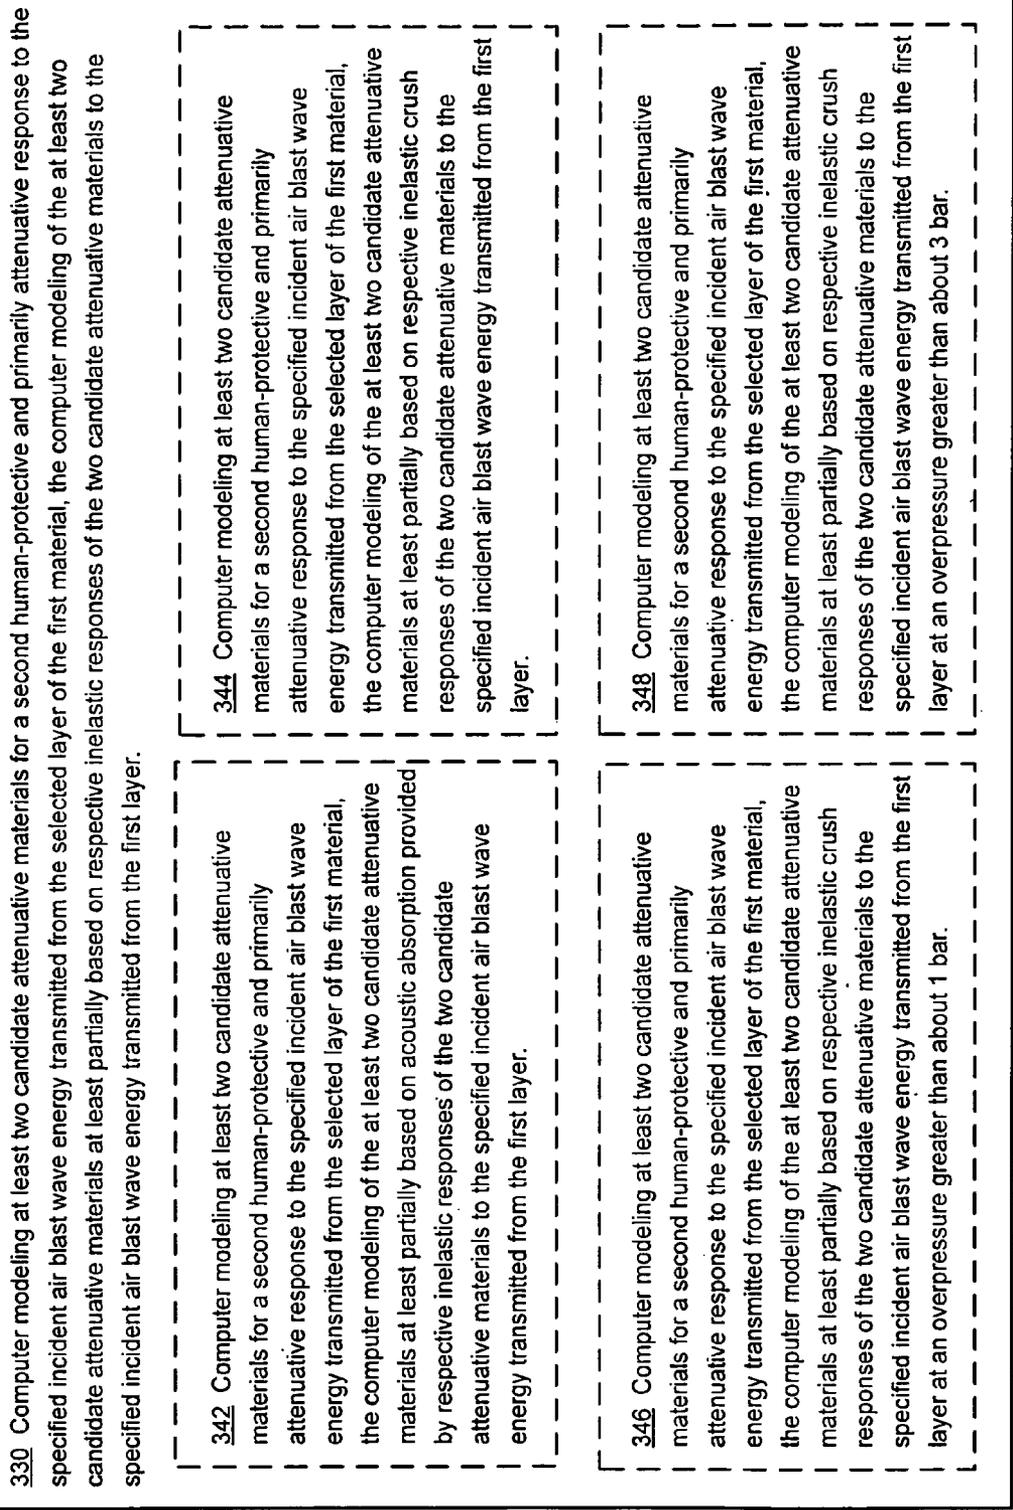 330 Computer modeling at least two candidate attenuative materials for a second human-protective and primarily attenuative response to the
specified incident air blast wave energy transmitted from the selected layer of the first material, the computer modeling of the at least two
candidate attenuative materials at least partially based on respective inelastic responses of the two candidate attenuative materials to the
specified incident air blast wave energy transmitted from the first layer.
342 Computer modeling at least two candidate attenuative
materials for a second human-protective and primarily
attenuative response to the specified incident air blast wave
energy transmitted from the selected layer of the first material,
the computer modeling of the at least two candidate attenuative
materials at least partially based on acoustic absorption provided
by respective inelastic responses of the two candidate
attenuative materials to the specified incident air blast wave
energy transmitted from the first layer.
344 Computer modeling at least two candidate attenuative
materials for a second human-protective and primarily
attenuative response to the specified incident air blast wave
energy transmitted from the selected layer of the first material,
the computer modeling of the at least two candidate attenuative
materials at least partially based on respective inelastic crush
responses of the two candidate attenuative materials to the
specified incident air blast wave energy transmitted from the first
layer.
346 Computer modeling at least two candidate attenuative
materials for a second human-protective and primarily
attenuative response to the specified incident air blast wave
energy transmitted from the selected layer of the first material,
the computer modeling of the at least two candidate attenuative
materials at least partially based on respective inelastic crush
responses of the two candidate attenuative materials to the
specified incident air blast wave energy transmitted from the first
layer at an overpressure greater than about 1 bar.
348 Computer modeling at least two candidate attenuative
materials for a second human-protective and primarily
attenuative response to the specified incident air blast wave
energy transmitted from the selected layer of the first material,
the computer modeling of the at least two candidate attenuative
materials at least partially based on respective inelastic crush
responses of the two candidate attenuative materials to the
specified incident air blast wave energy transmitted from the first
layer at an overpressure greater than about 3 bar.